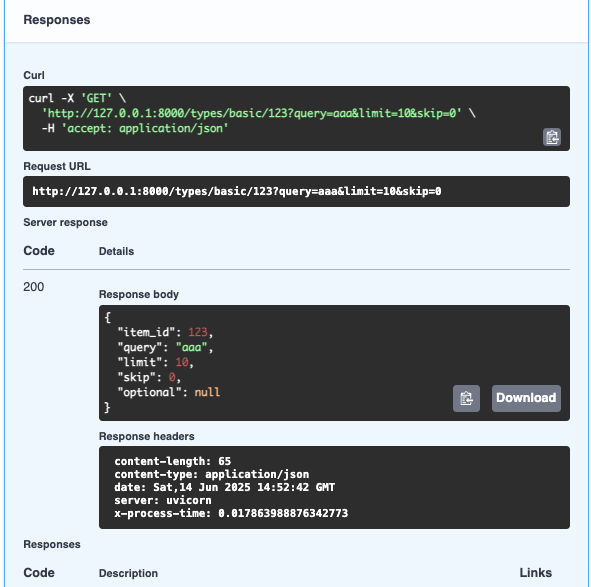 Responses
Curl
curl -X 'GET' \
'http://127.0.0.1:8000/types/basic/123?query=aaa&limit=10&skip=0' \
-H 'accept: application/json'
Request URL
http://127.0.0.1:8000/types/basic/123?query=aaa&limit=10&skip=0
Server response
Code Details
200
Response body
{
"item_id": 123,
"query": "aaa",
"limit": 10,
"skip": 0,
"optional": null
}
Download
Response headers
content-length: 65
content-type: application/json
date: Sat,14 Jun 2025 14:52:42 GMT
server: uvicorn
x-process-time: 0.017863988876342773
Responses
Code Description Links